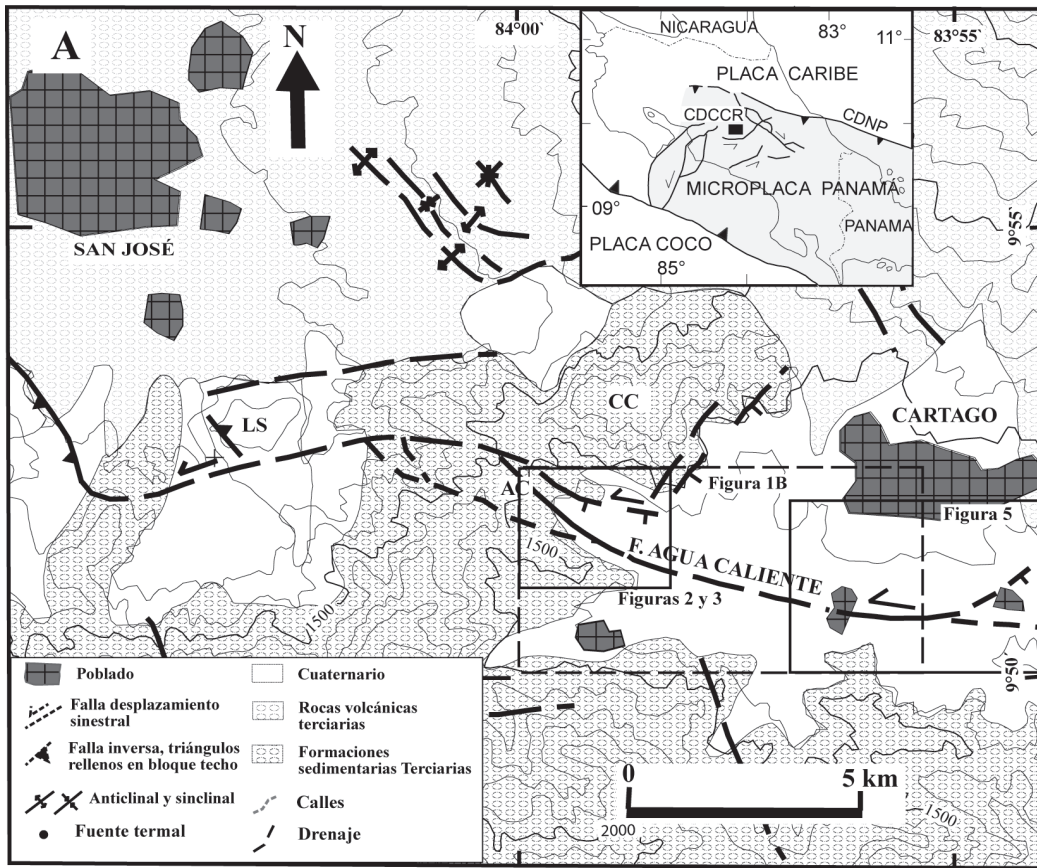 A
N
84°00`
83°55`
NICARAGUA
83°
11°
PLACA CARIBE
CDCCR
CDNP
MICROPLACA PANAMÁ
09°
PANAMA
PLACA COCO
85°
9°55`
SAN JOSÉ
LS
CC
CARTAGO
AC
Figura 1B
Figura 5
1500
F. AGUA CALIENTE
Figuras 2 y 3
1500
9°50`
Poblado
Cuaternario
Falla desplazamiento
sinestral
Rocas volcánicas
terciarias
Falla inversa, triángulos
rellenos en bloque techo
Formaciones
sedimentarias Terciarias
Anticlinal y sinclinal
Calles
Fuente termal
Drenaje
0
5 km
2000
1500